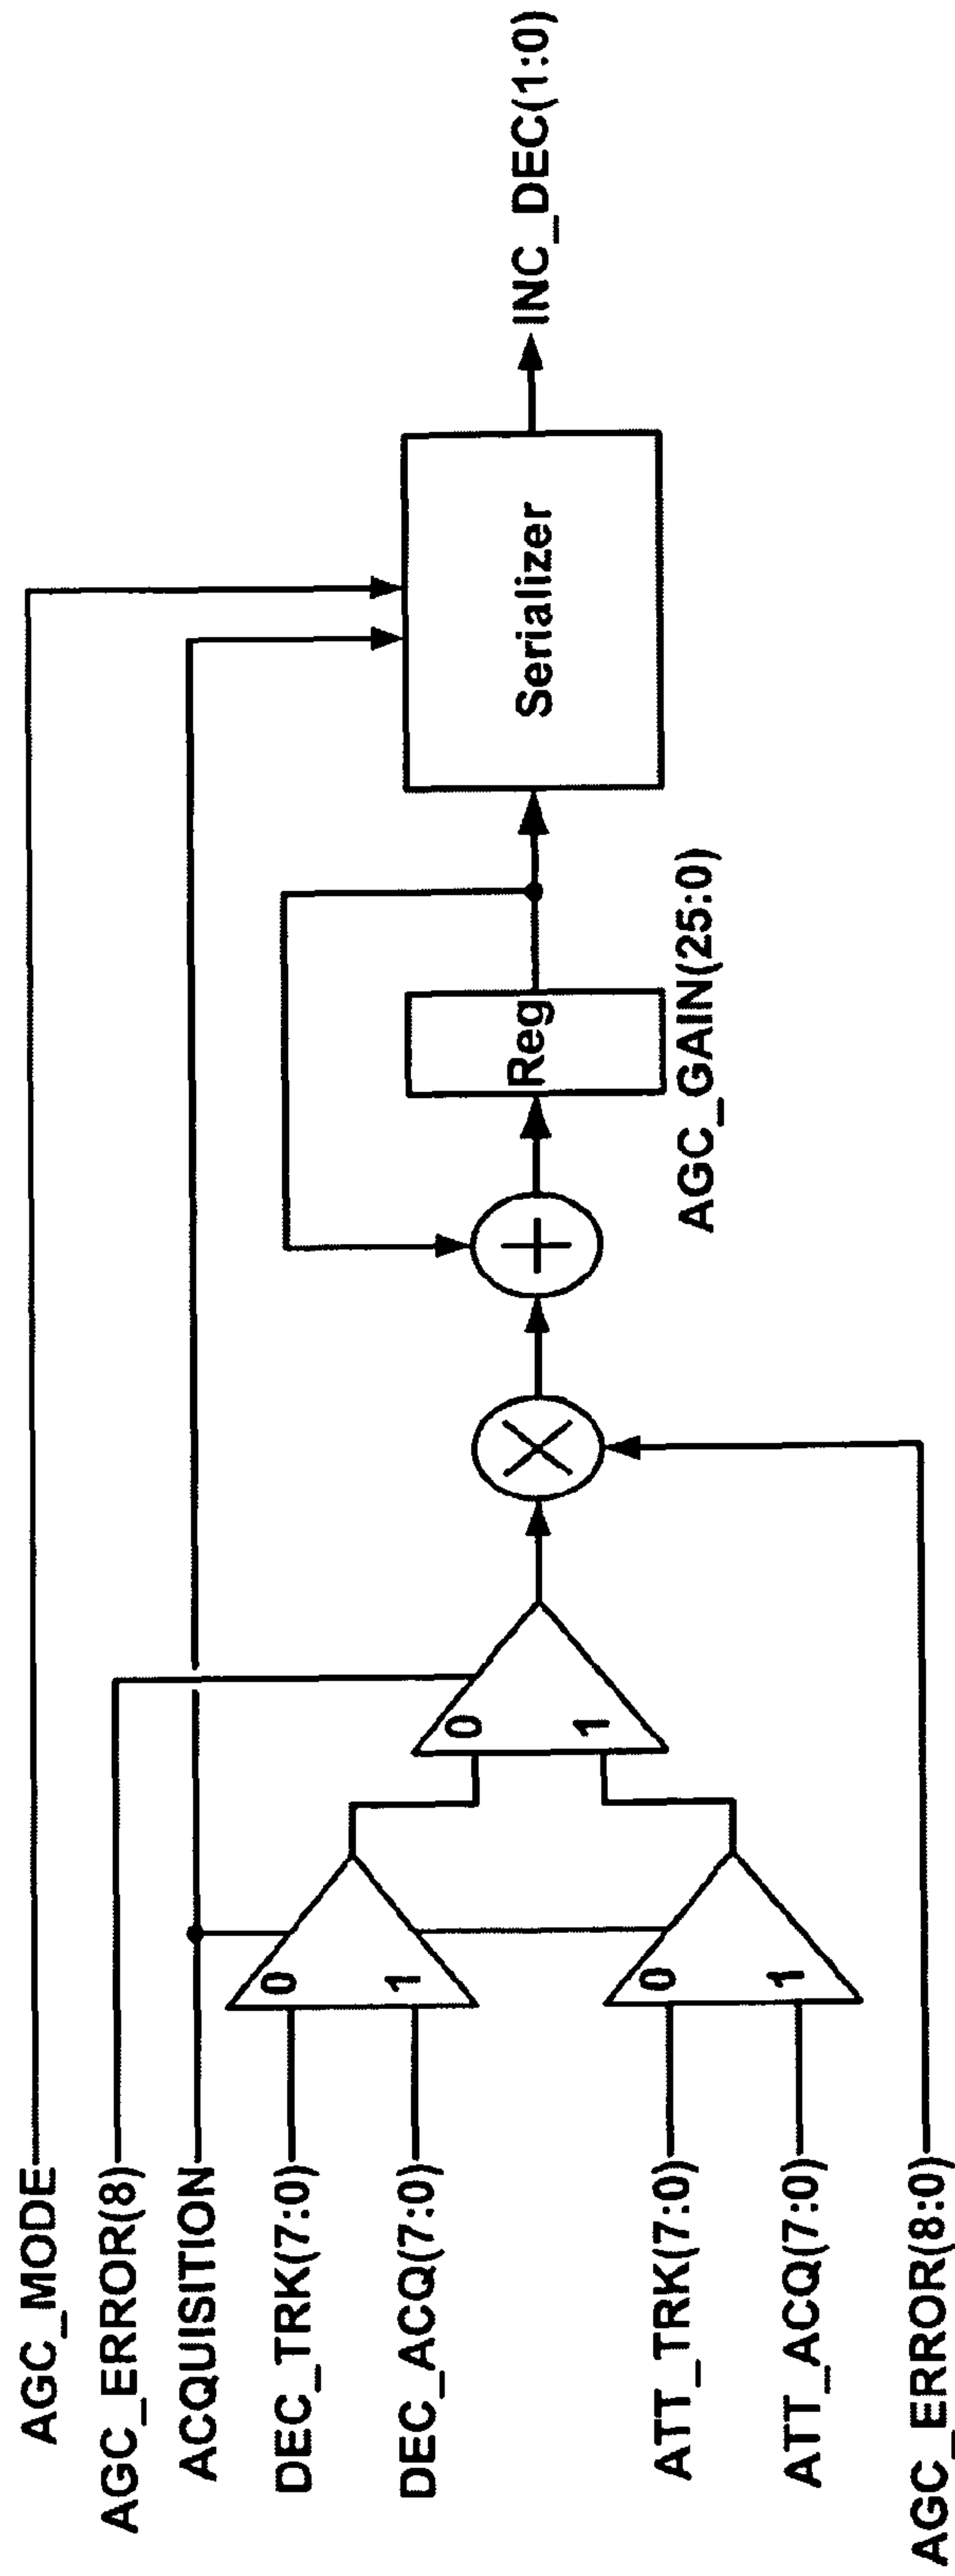 AGC_MODE
AGC_ERROR(8)
ACQUISITION
DEC_TRK(7:0)
DEC_ACQ(7:0)
ATT_TRK(7:0)
ATT_ACQ(7:0)
AGC_ERROR(8:0)
0
1
0
1
0
1
Reg
AGC_GAIN(25:0)
Serializer
INC_DEC(1:0)